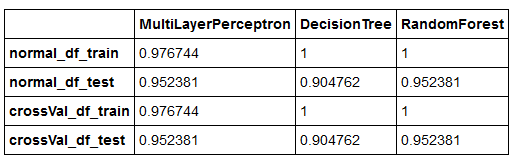 MultiLayerPerceptron DecisionTree RandomForest
normal_df_train 0.976744 1 1
normal_df_test 0.952381 0.904762 0.952381
crossVal_df_train 0.976744 1 1
crossVal_df_test 0.952381 0.904762 0.952381